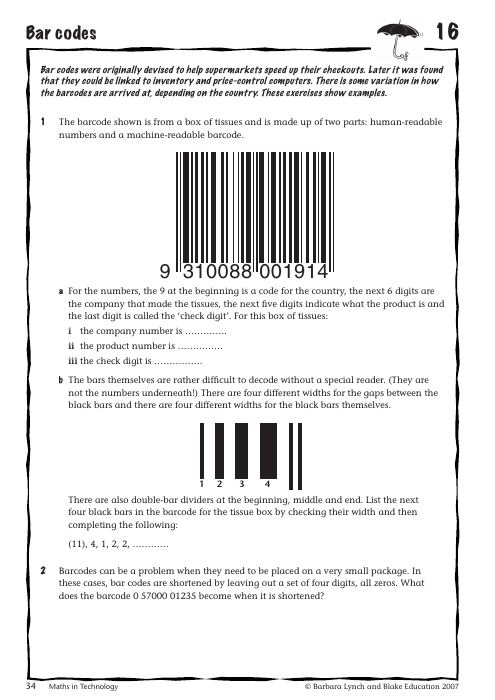 Bar codes
16
Bar codes were originally devised to help supermarkets speed up their checkouts. Later it was found
that they could be linked to inventory and price-control computers. There is some variation in how
the barcodes are arrived at, depending on the country. These exercises show examples.
1 The barcode shown is from a box of tissues and is made up of two parts: human-readable
numbers and a machine-readable barcode.
9 310088 001914
a For the numbers, the 9 at the beginning is a code for the country, the next 6 digits are
the company that made the tissues, the next five digits indicate what the product is and
the last digit is called the ‘check digit’. For this box of tissues:
i the company number is ..............
ii the product number is ...............
iii the check digit is ................
b The bars themselves are rather difficult to decode without a special reader. (They are
not the numbers underneath!) There are four different widths for the gaps between the
black bars and there are four different widths for the black bars themselves.
1 2 3 4
There are also double-bar dividers at the beginning, middle and end. List the next
four black bars in the barcode for the tissue box by checking their width and then
completing the following:
(11), 4, 1, 2, 2, ............
2 Barcodes can be a problem when they need to be placed on a very small package. In
these cases, bar codes are shortened by leaving out a set of four digits, all zeros. What
does the barcode 0 57000 01235 become when it is shortened?
34 Maths in Technology
© Barbara Lynch and Blake Education 2007